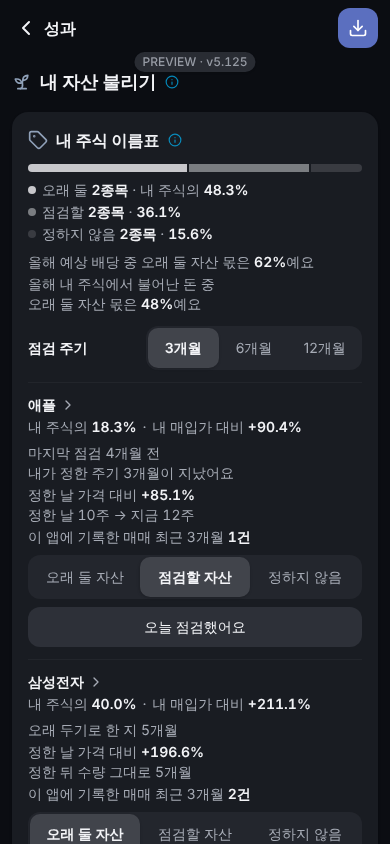 성과
PREVIEW · v5.125
내 자산 불리기
내 주식 이름표
오래 둘 2종목 · 내 주식의 48.3%
점검할 2종목 · 36.1%
정하지 않음 2종목 · 15.6%
올해 예상 배당 중 오래 둘 자산 몫은 62%예요
올해 내 주식에서 불어난 돈 중
오래 둘 자산 몫은 48%예요
점검 주기 3개월 6개월 12개월
애플
내 주식의 18.3% · 내 매입가 대비 +90.4%
마지막 점검 4개월 전
내가 정한 주기 3개월이 지났어요
정한 날 가격 대비 +85.1%
정한 날 10주 → 지금 12주
이 앱에 기록한 매매 최근 3개월 1건
오래 둘 자산 점검할 자산 정하지 않음
오늘 점검했어요
삼성전자
내 주식의 40.0% · 내 매입가 대비 +211.1%
오래 두기로 한 지 5개월
정한 날 가격 대비 +196.6%
정한 뒤 수량 그대로 5개월
이 앱에 기록한 매매 최근 3개월 2건
오래 둘 자산 점검할 자산 정하지 않음